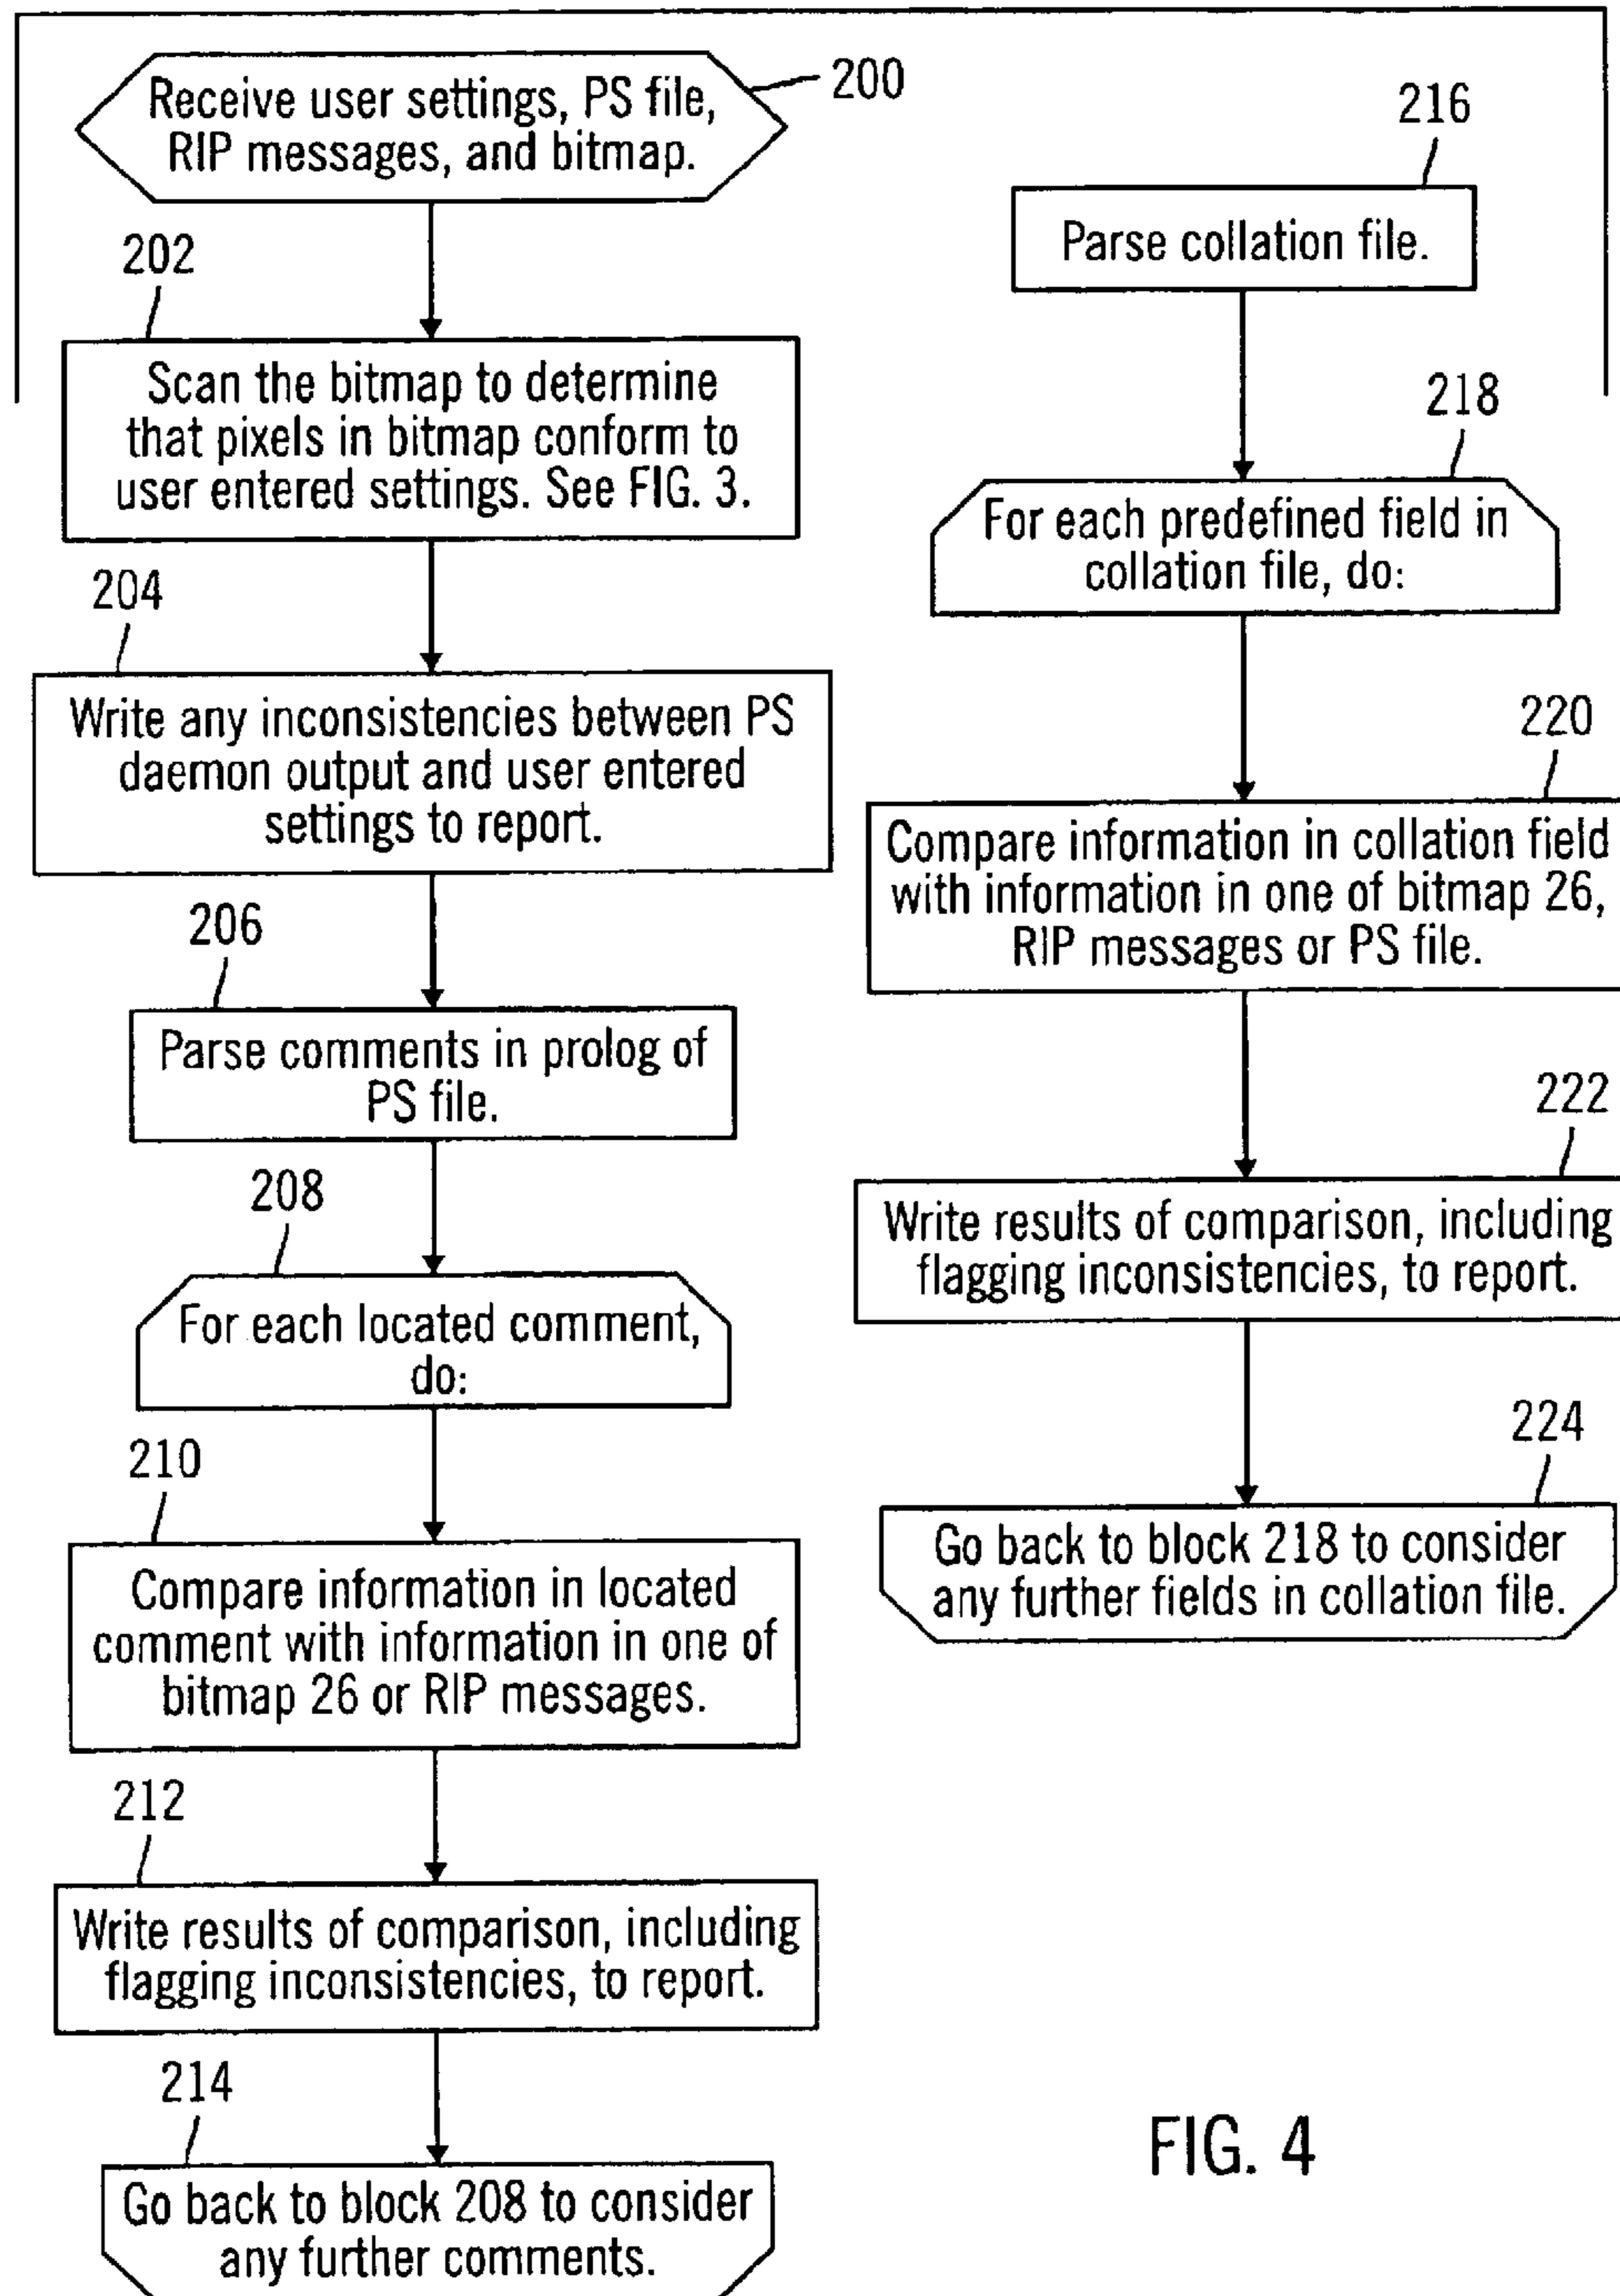 200
Receive user settings, PS file,
RIP messages, and bitmap.
202
Scan the bitmap to determine
that pixels in bitmap conform to
user entered settings. See FIG. 3.
204
Write any inconsistencies between PS
daemon output and user entered
settings to report.
206
Parse comments in prolog of
PS file.
208
For each located comment,
do:
210
Compare information in located
comment with information in one of
bitmap 26 or RIP messages.
212
Write results of comparison, including
flagging inconsistencies, to report.
214
Go back to block 208 to consider
any further comments.
216
Parse collation file.
218
For each predefined field in
collation file, do:
220
Compare information in collation field
with information in one of bitmap 26,
RIP messages or PS file.
222
Write results of comparison, including
flagging inconsistencies, to report.
224
Go back to block 218 to consider
any further fields in collation file.
FIG. 4